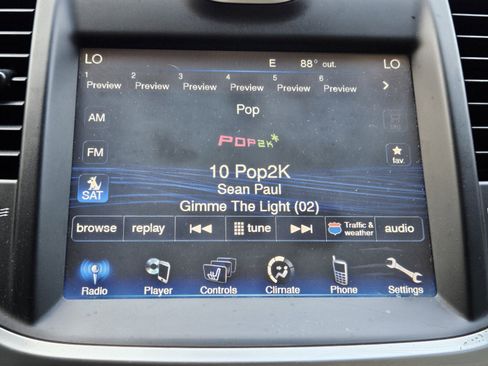 LO E 88° out. LO
1 2 3 4 5 6
Preview Preview Preview Preview Preview Preview
Pop
AM
POP2K*
FM
10 Pop2K
fav.
Sean Paul
SAT
Gimme The Light (02)
browse replay tune Traffic & weather audio
Radio Player Controls Climate Phone Settings